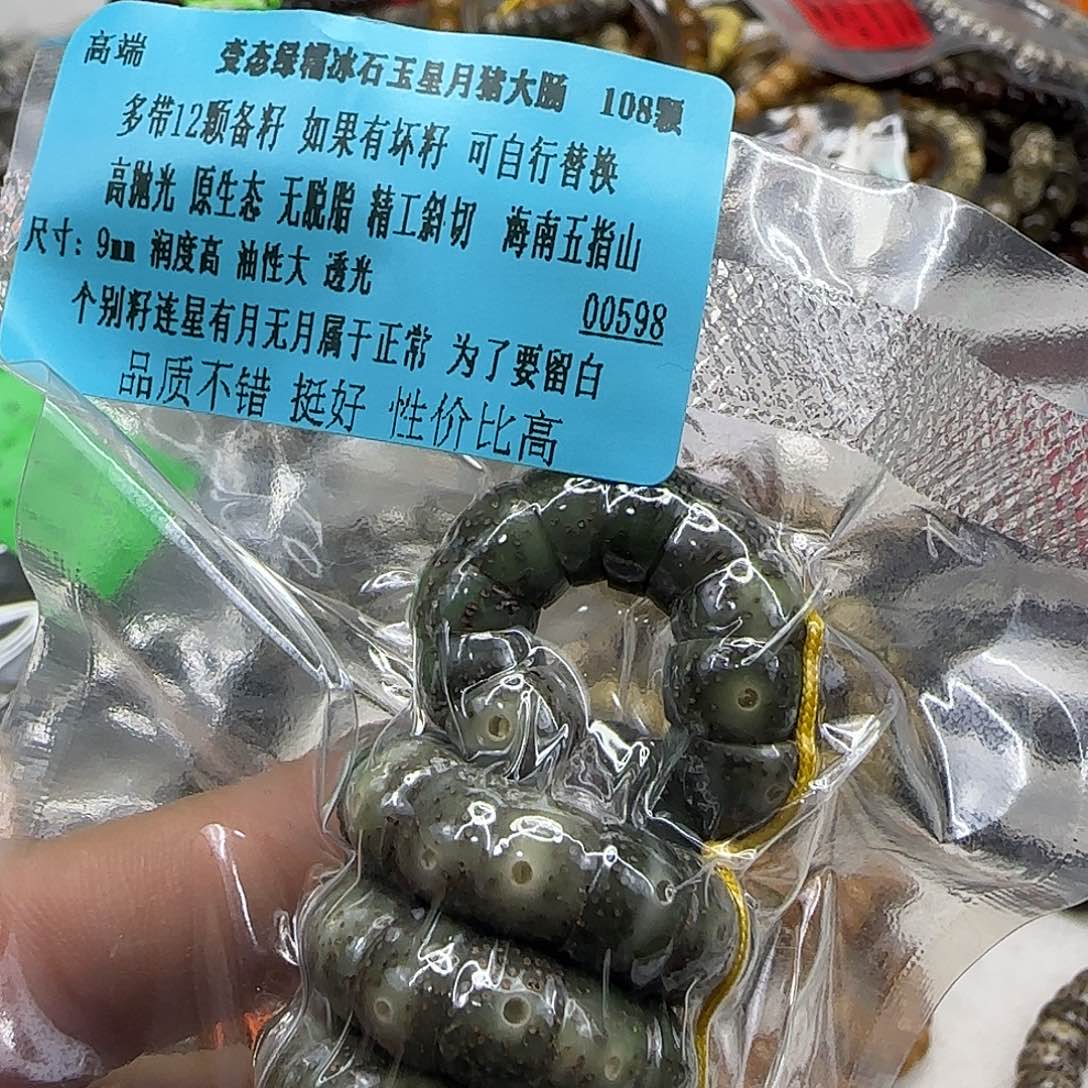 高端 变态绿糯冰石玉星月猪大肠 108颗
多带12颗备籽 如果有坏籽 可自行替换
高抛光 原生态 无脱脂 精工斜切 海南五指山
尺寸：9mm 润度高 油性大 透光
00598
个别籽连星有月无月属于正常 为了要留白
品质不错 挺好 性价比高